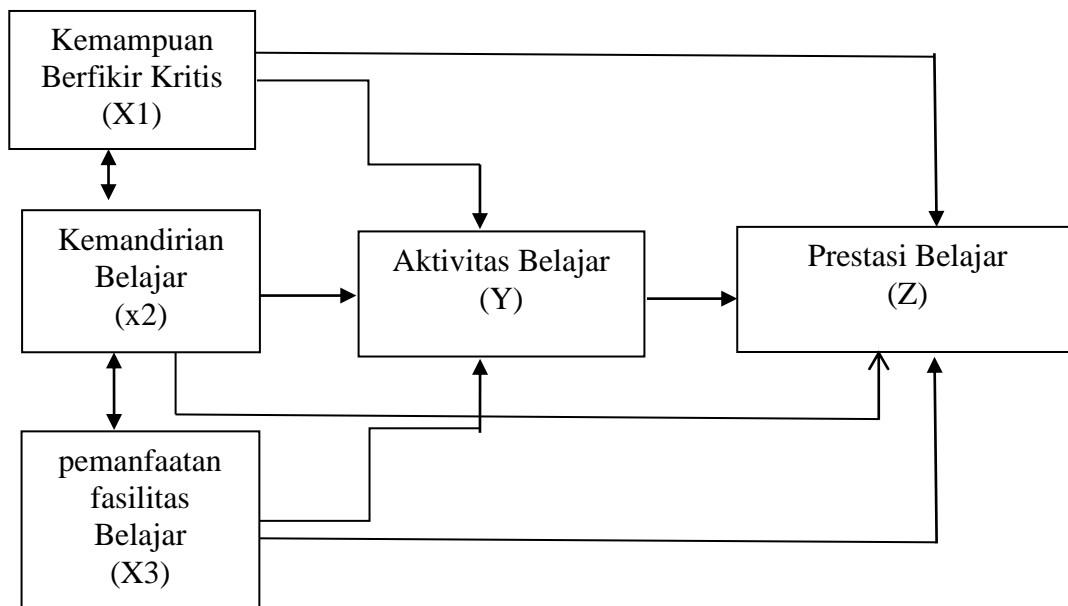 Kemampuan
Berfikir Kritis
(X1)
Kemandirian
Belajar
(x2)
Aktivitas Belajar
(Y)
Prestasi Belajar
(Z)
pemanfaatan
fasilitas
Belajar
(X3)